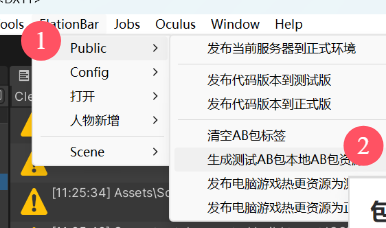 ools ElationBar Jobs Oculus Window Help
1
Public
Config
打开
人物新增
Scene
发布当前服务器到正式环境
发布代码版本到测试版
发布代码版本到正式版
清空AB包标签
2
生成测试AB包本地AB包资
发布电脑游戏热更资源为测
发布电脑游戏热更资源为正
包
Cle
[11:25:34] Assets\Sc